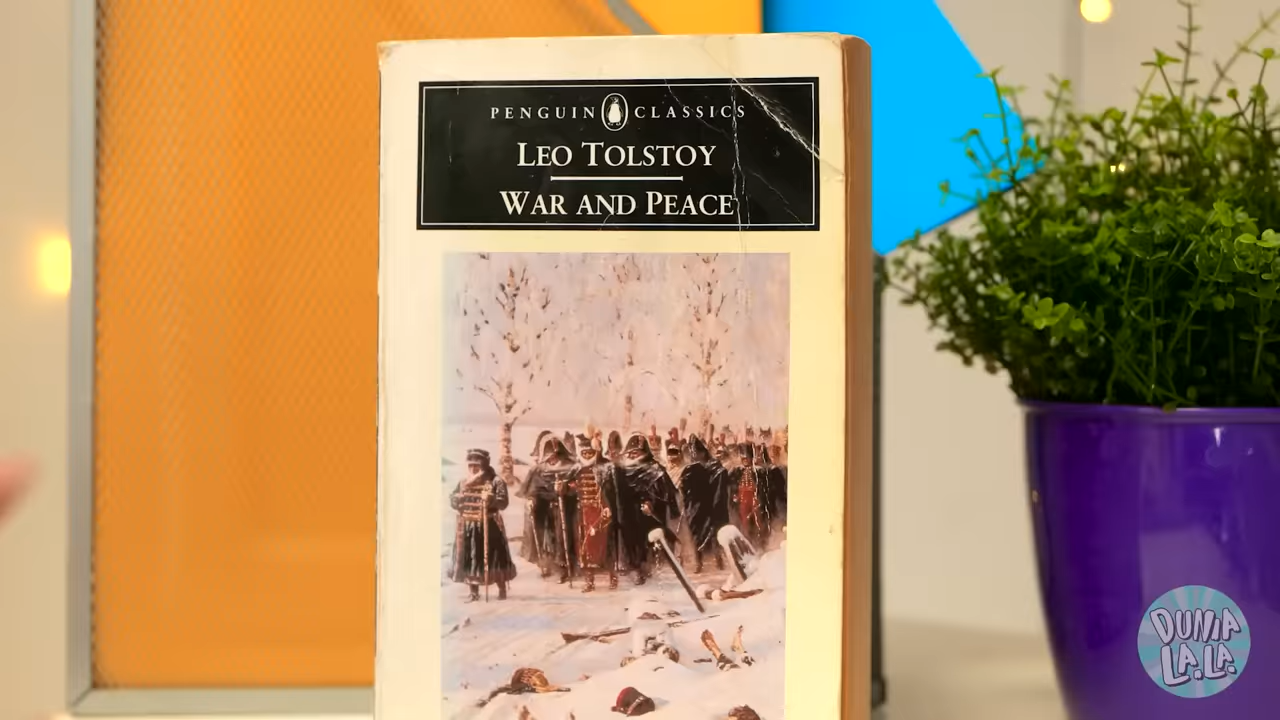 PENGUIN CLASSICS
LEO TOLSTOY
WAR AND PEACE
DUNIA
LA.LA.